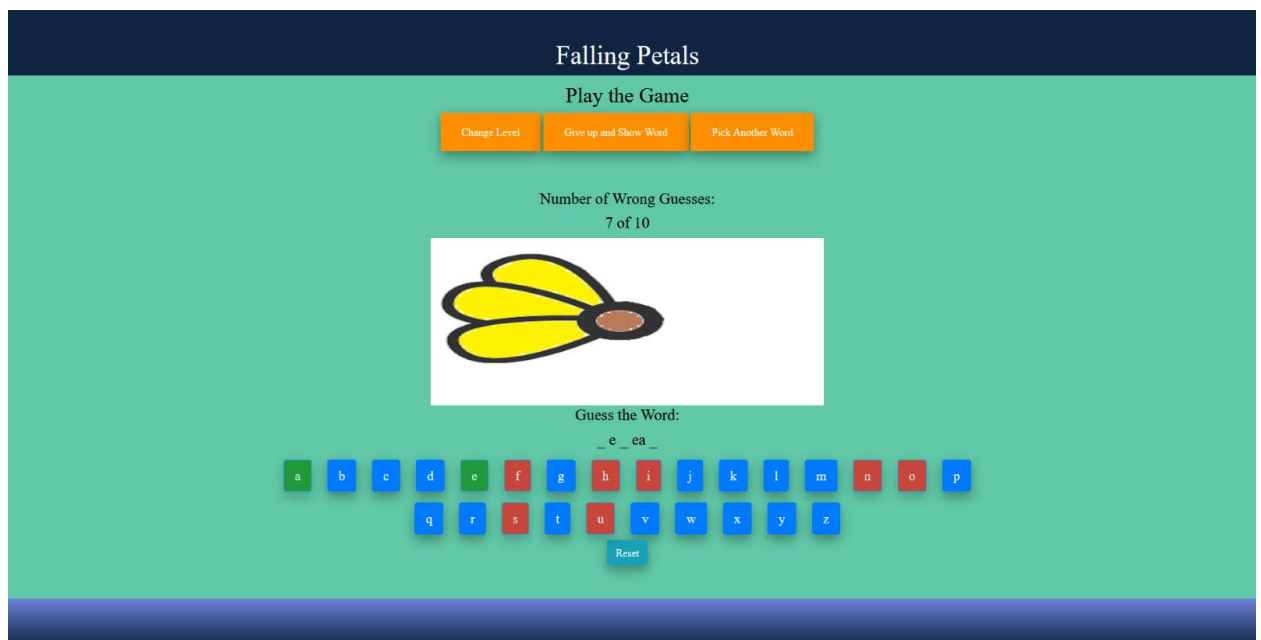 Falling Petals
Play the Game
Change Level Give up and Show Word Pick Another Word
Number of Wrong Guesses:
7 of 10
Guess the Word:
_ e _ ea _
a b c d e f g h i j k l m n o p
q r s t u v w x y z
Reset